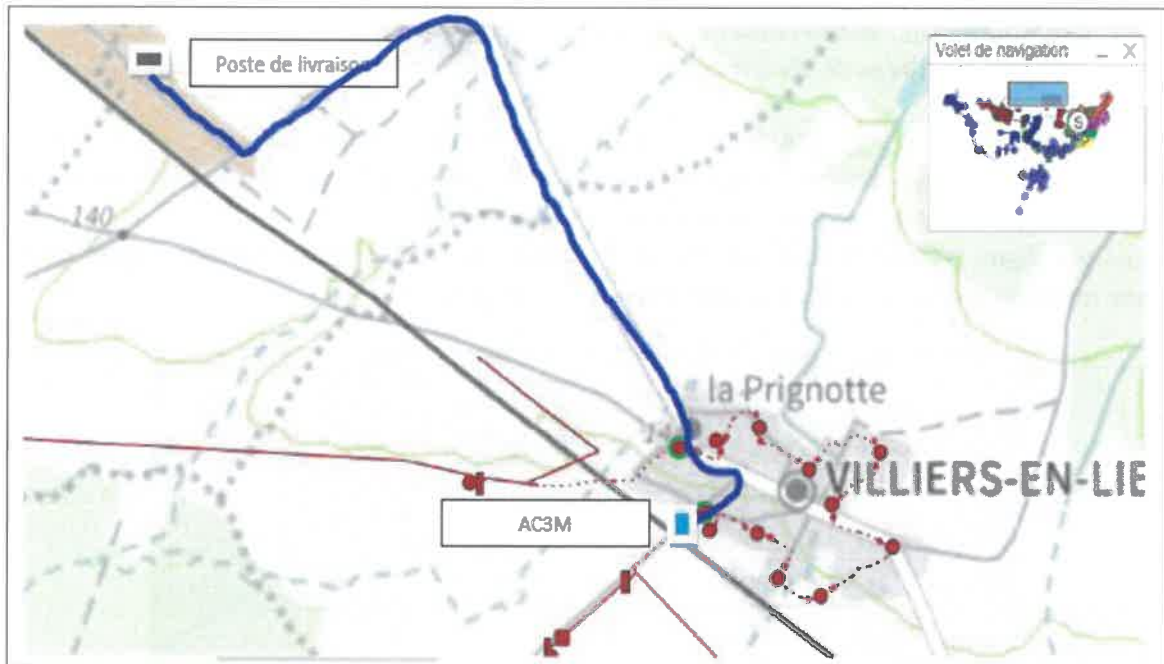 Poste de livraison
Volet de navigation
S
140
la Prignotte
VILLIERS-EN-LIE
AC3M